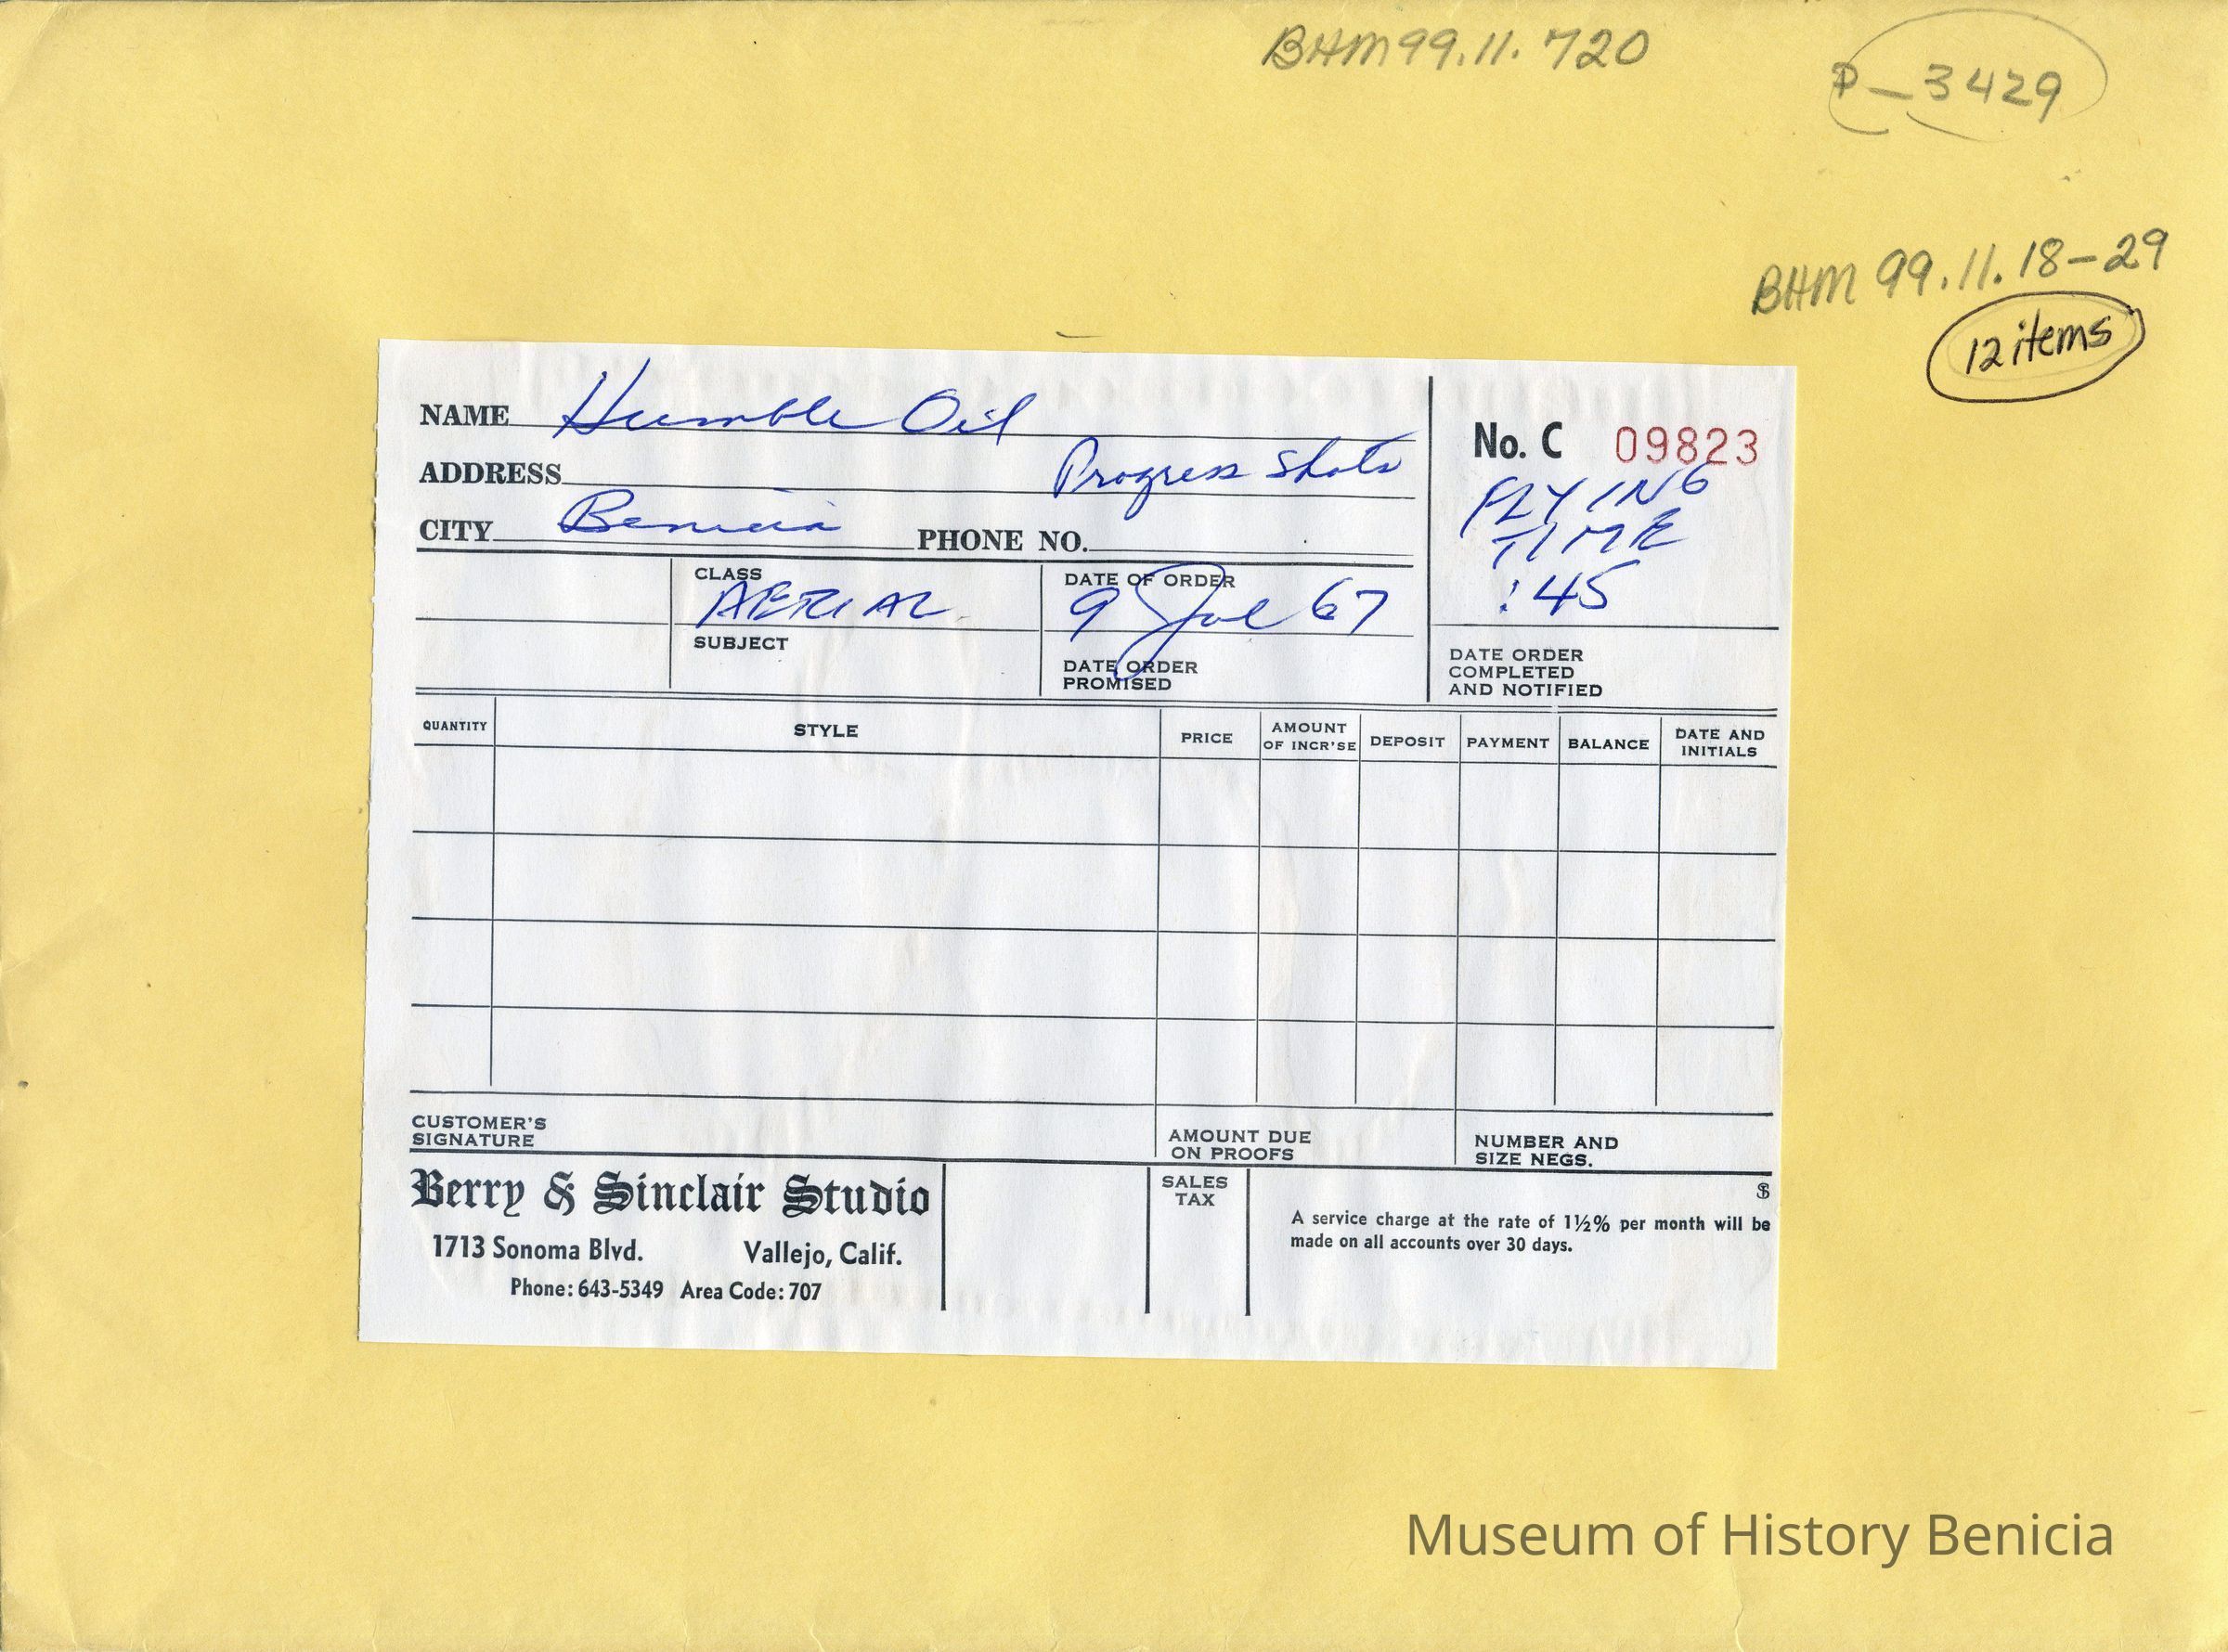 BHM 99.11.720
P-3429
BHM 99.11.18-29
12 items
NAME Humble Oil
ADDRESS Progress Shots
CITY Benicia PHONE NO.
No. C 09823
FLYING
TIME
:45
CLASS
AERIAL
DATE OF ORDER
9 Jul 67
SUBJECT
DATE ORDER
PROMISED
DATE ORDER
COMPLETED
AND NOTIFIED
QUANTITY STYLE PRICE AMOUNT OF INCR'SE DEPOSIT PAYMENT BALANCE DATE AND INITIALS
CUSTOMER'S
SIGNATURE
AMOUNT DUE
ON PROOFS
NUMBER AND
SIZE NEGS.
Berry & Sinclair Studio
1713 Sonoma Blvd. Vallejo, Calif.
Phone: 643-5349 Area Code: 707
SALES
TAX
$
A service charge at the rate of 1½% per month will be
made on all accounts over 30 days.
Museum of History Benicia